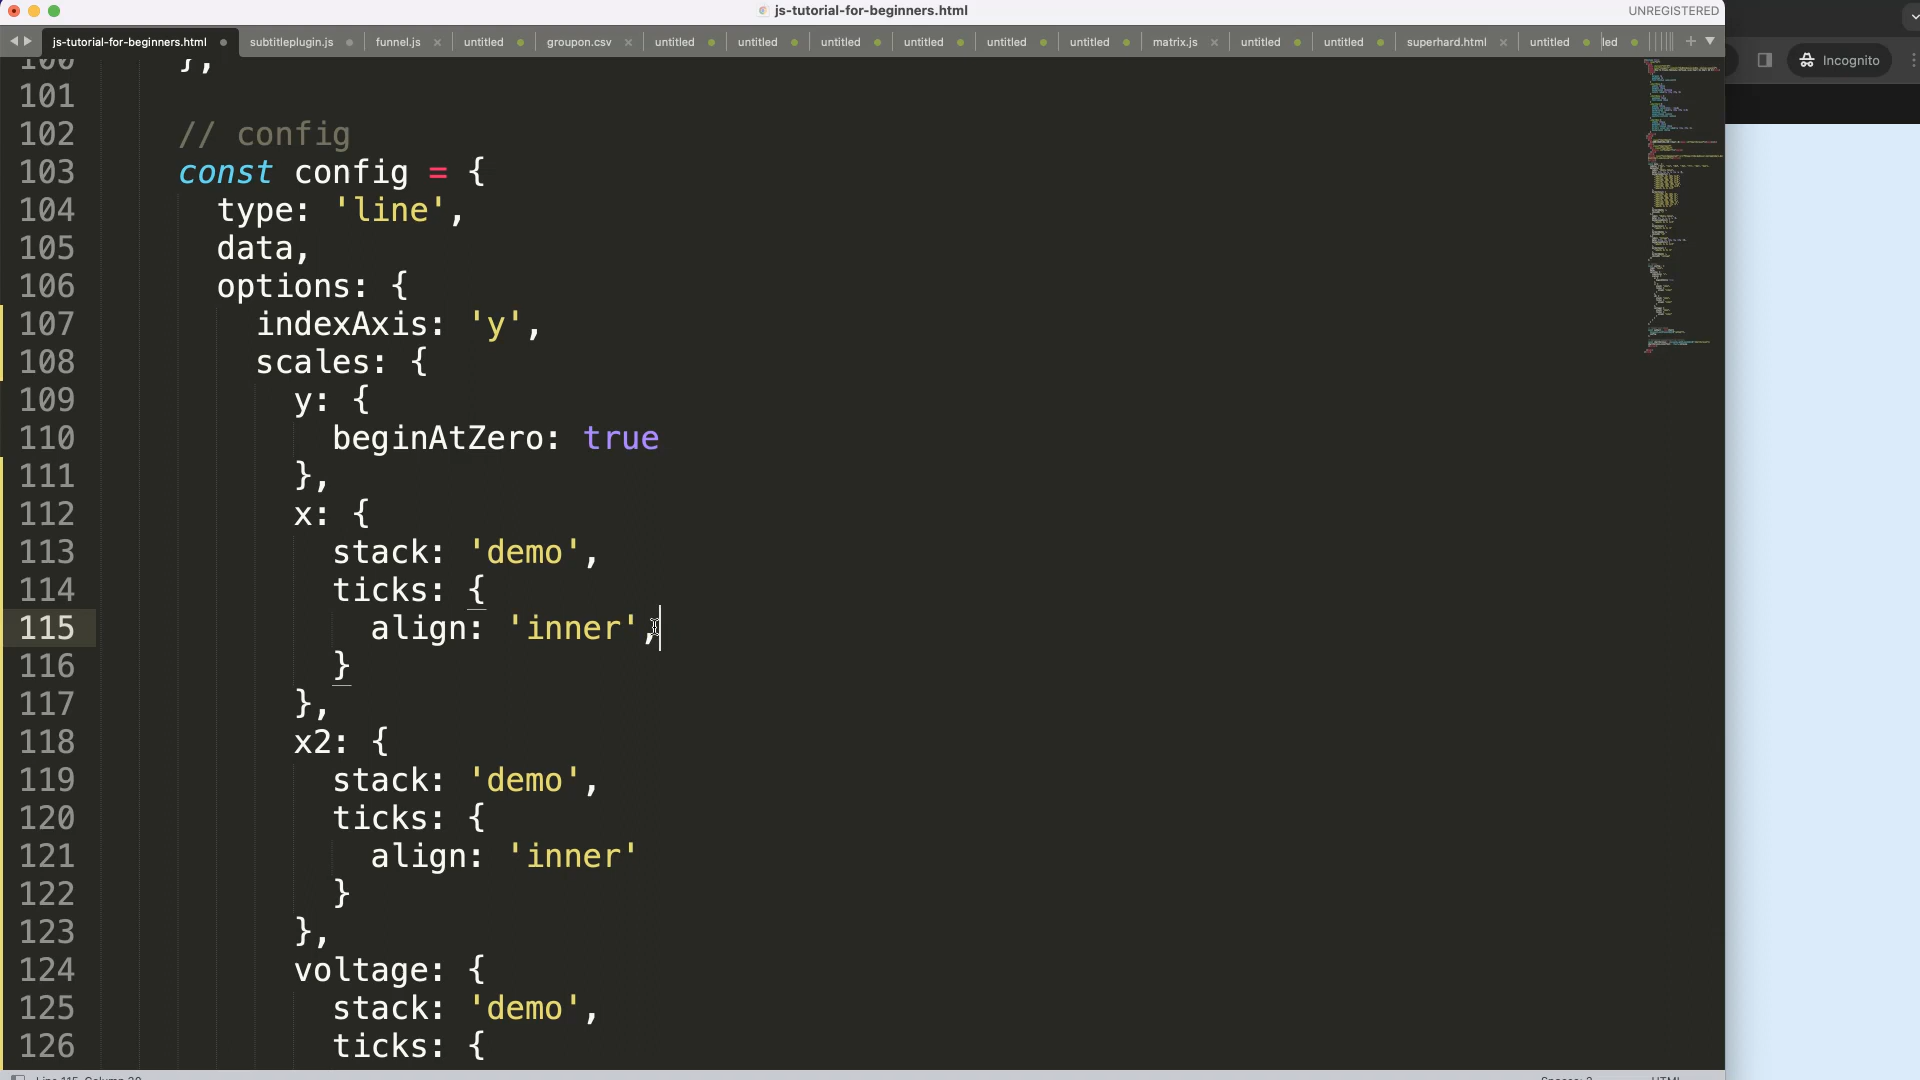 js-tutorial-for-beginners.html
UNREGISTERED
js-tutorial-for-beginners.html subtitleplugin.js funnel.js untitled groupon.csv untitled untitled untitled untitled untitled untitled matrix.js untitled untitled superhard.html untitled led
Incognito
100 },
101
102 // config
103 const config = {
104 type: 'line',
105 data,
106 options: {
107 indexAxis: 'y',
108 scales: {
109 y: {
110 beginAtZero: true
111 },
112 x: {
113 stack: 'demo',
114 ticks: {
115 align: 'inner',
116 }
117 },
118 x2: {
119 stack: 'demo',
120 ticks: {
121 align: 'inner'
122 }
123 },
124 voltage: {
125 stack: 'demo',
126 ticks: {